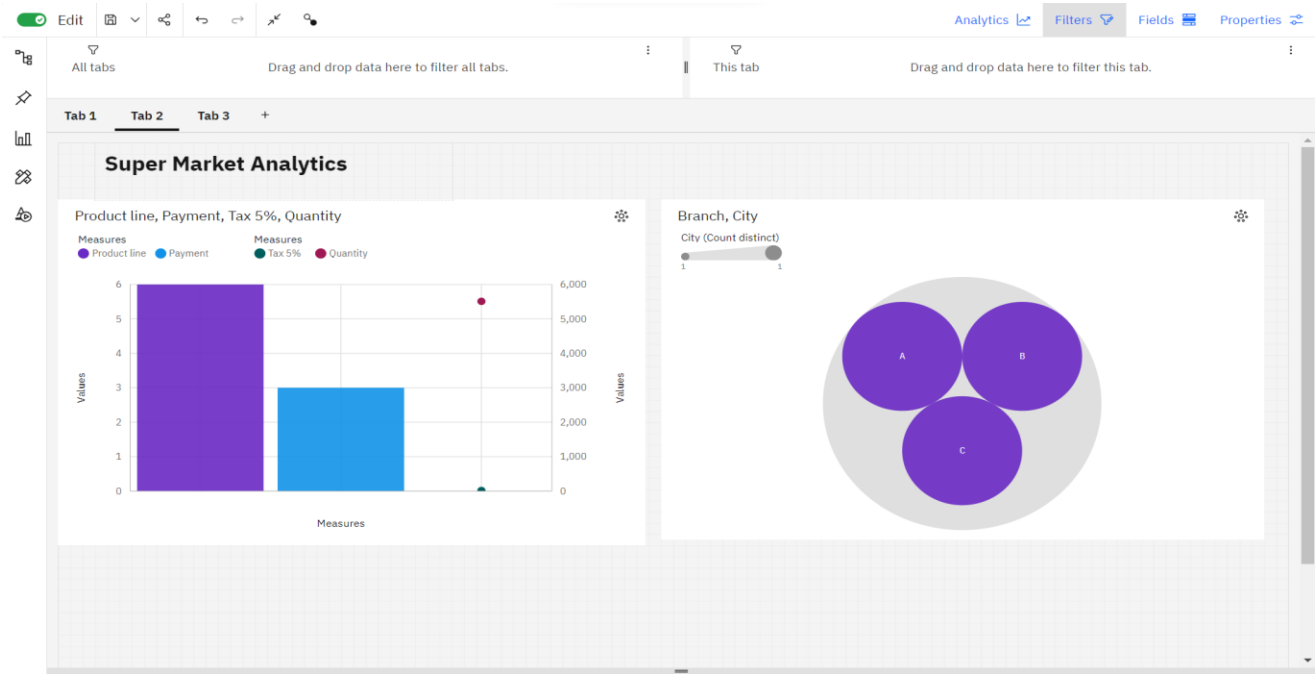 Edit
Analytics
Filters
Fields
Properties
All tabs
Drag and drop data here to filter all tabs.
This tab
Drag and drop data here to filter this tab.
Tab 1
Tab 2
Tab 3
+
Super Market Analytics
Product line, Payment, Tax 5%, Quantity
Measures
Product line
Payment
Measures
Tax 5%
Quantity
6
5
4
3
2
1
0
Values
6,000
5,000
4,000
3,000
2,000
1,000
0
Values
Measures
Branch, City
City (Count distinct)
1
1
A
B
C